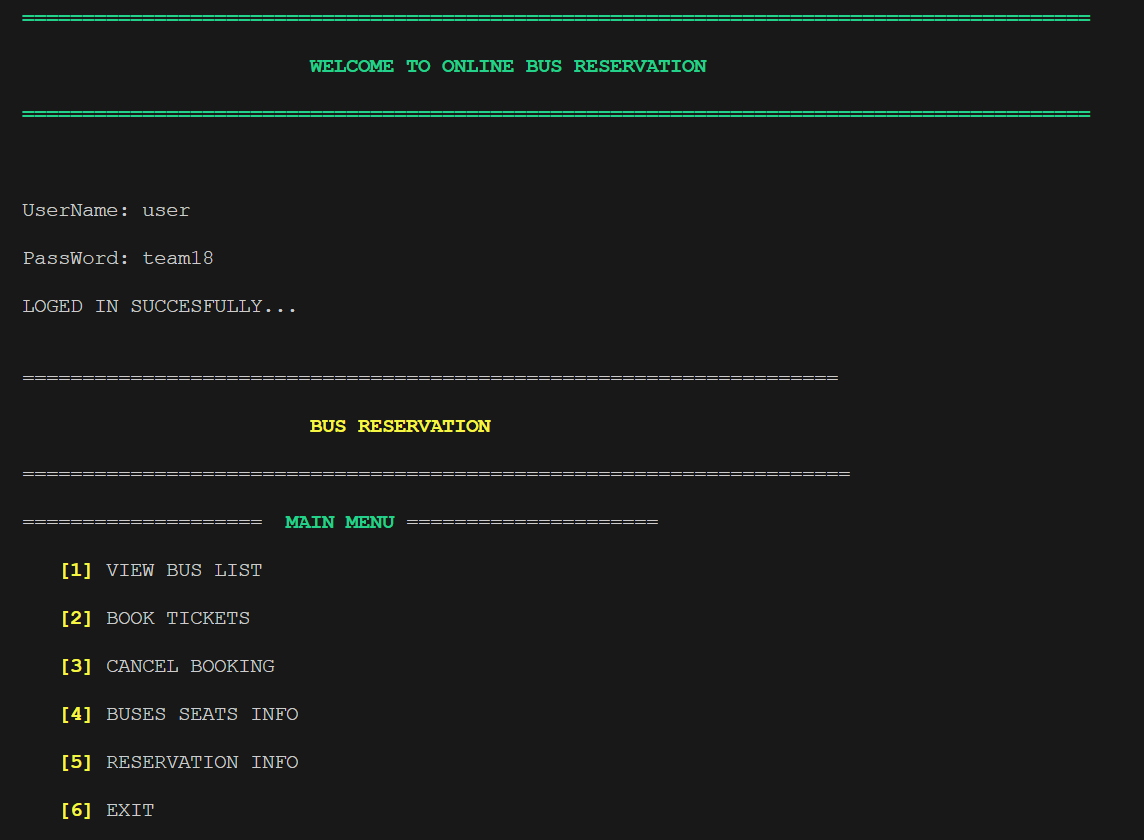 =========================================================================================
WELCOME TO ONLINE BUS RESERVATION
=========================================================================================
UserName: user
PassWord: team18
LOGED IN SUCCESFULLY...
====================================================================
BUS RESERVATION
=====================================================================
==================== MAIN MENU =====================
[1] VIEW BUS LIST
[2] BOOK TICKETS
[3] CANCEL BOOKING
[4] BUSES SEATS INFO
[5] RESERVATION INFO
[6] EXIT